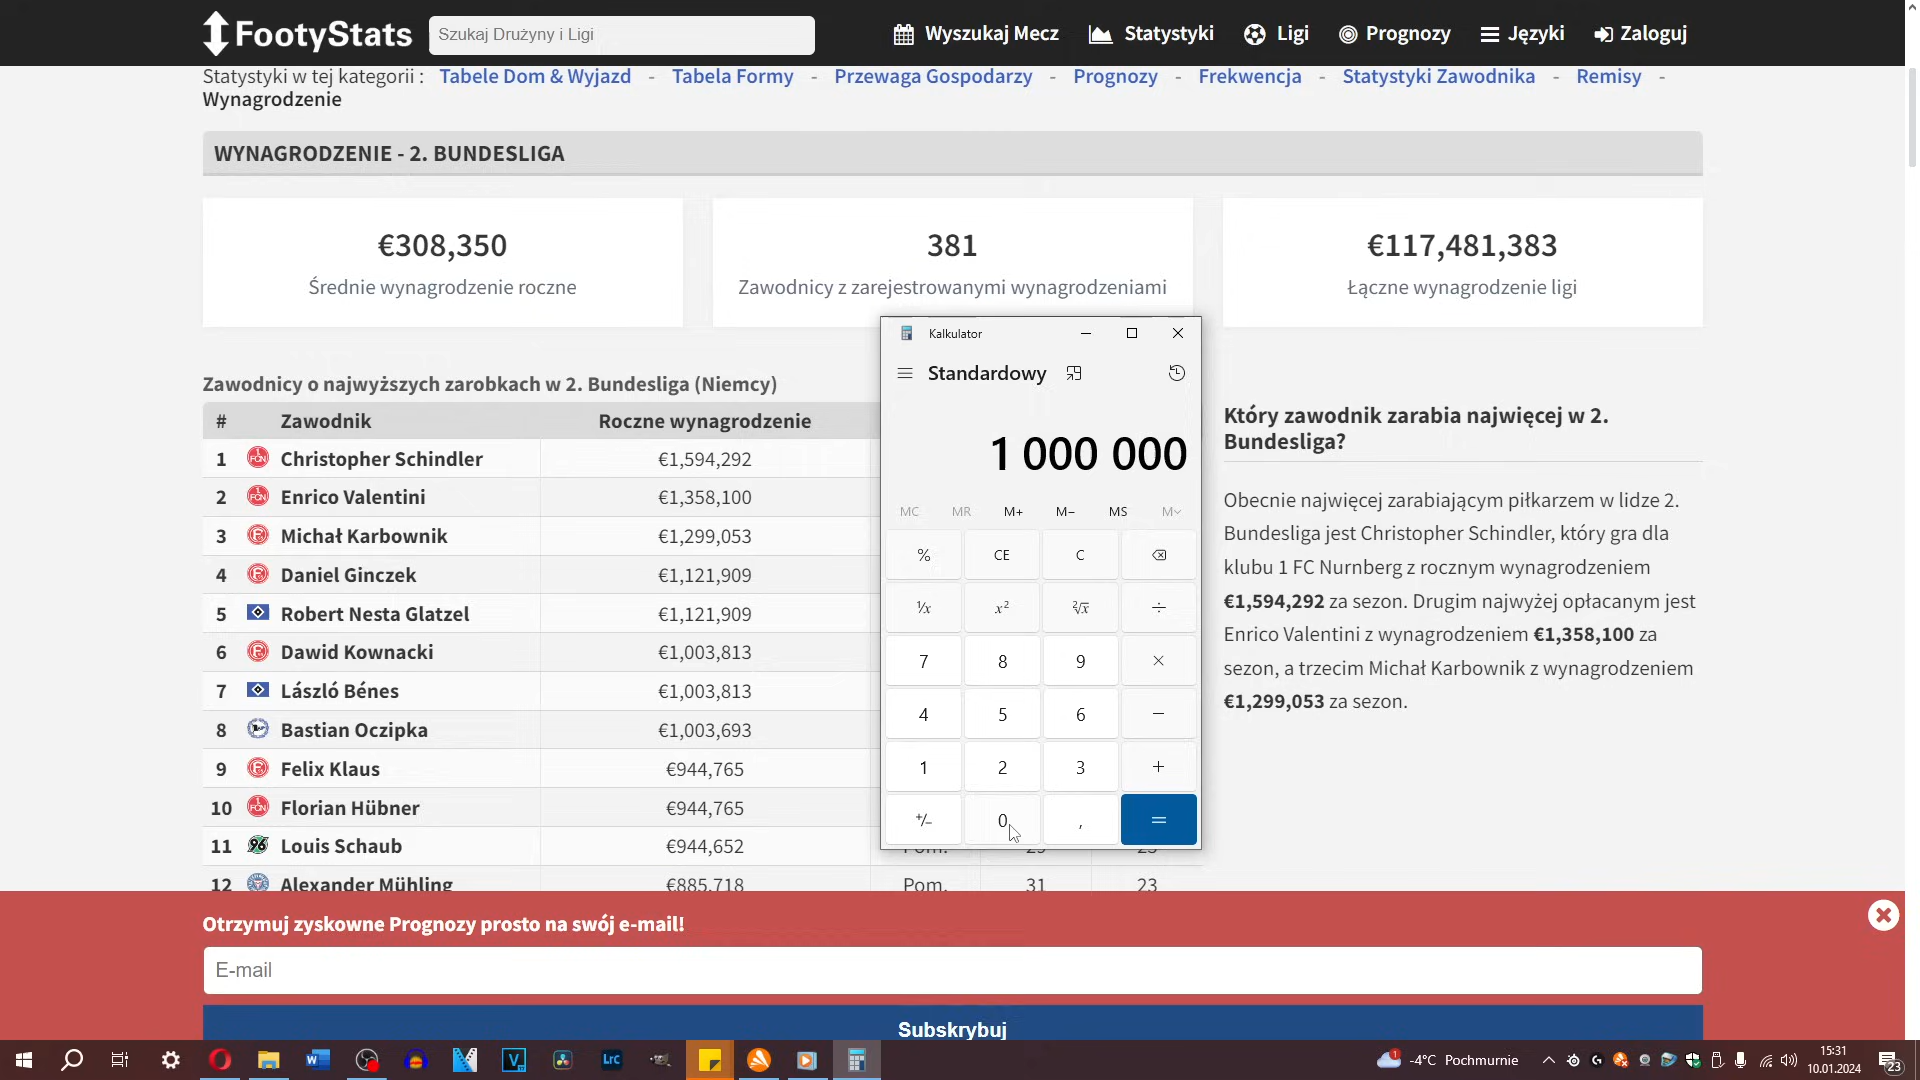 FootyStats
Szukaj Drużyny i Ligi
Wyszukaj Mecz
Statystyki
Ligi
Prognozy
Języki
Zaloguj
Statystyki w tej kategorii : Tabele Dom & Wyjazd - Tabela Formy - Przewaga Gospodarzy - Prognozy - Frekwencja - Statystyki Zawodnika - Remisy -
Wynagrodzenie
WYNAGRODZENIE - 2. BUNDESLIGA
€308,350
Średnie wynagrodzenie roczne
381
Zawodnicy z zarejestrowanymi wynagrodzeniami
€117,481,383
Łączne wynagrodzenie ligi
Zawodnicy o najwyższych zarobkach w 2. Bundesliga (Niemcy)
# Zawodnik Roczne wynagrodzenie
1 Christopher Schindler €1,594,292
2 Enrico Valentini €1,358,100
3 Michał Karbownik €1,299,053
4 Daniel Ginczek €1,121,909
5 Robert Nesta Glatzel €1,121,909
6 Dawid Kownacki €1,003,813
7 László Bénes €1,003,813
8 Bastian Oczipka €1,003,693
9 Felix Klaus €944,765
10 Florian Hübner €944,765
11 Louis Schaub €944,652
12 Alexander Mühling €885,718 Pom. 31 23
Kalkulator
Standardowy
1 000 000
MC MR M+ M− MS M
% CE C
1/x x² ²√x ÷
7 8 9 ×
4 5 6 −
1 2 3 +
+/− 0 , =
Który zawodnik zarabia najwięcej w 2.
Bundesliga?
Obecnie najwięcej zarabiającym piłkarzem w lidze 2.
Bundesliga jest Christopher Schindler, który gra dla
klubu 1 FC Nurnberg z rocznym wynagrodzeniem
€1,594,292 za sezon. Drugim najwyżej opłacanym jest
Enrico Valentini z wynagrodzeniem €1,358,100 za
sezon, a trzecim Michał Karbownik z wynagrodzeniem
€1,299,053 za sezon.
Otrzymuj zyskowne Prognozy prosto na swój e-mail!
E-mail
Subskrybuj
-4°C Pochmurnie
15:31
10.01.2024
23